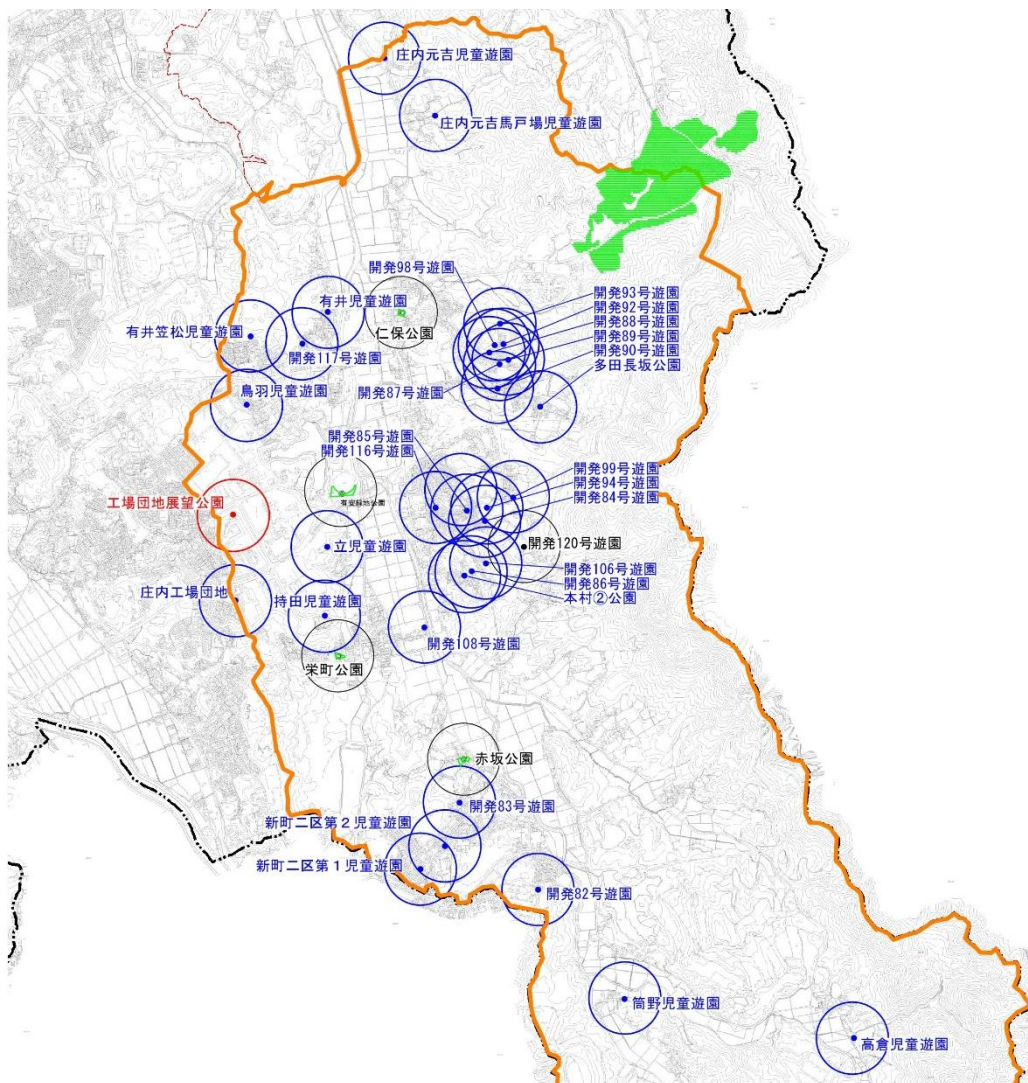 庄内元吉児童遊園
庄内元吉馬戸場児童遊園
開発98号遊園
開発93号遊園
開発92号遊園
開発88号遊園
開発89号遊園
開発90号遊園
多田長坂公園
有井児童遊園
仁保公園
有井笠松児童遊園
開発117号遊園
開発87号遊園
鳥羽児童遊園
開発85号遊園
開発116号遊園
開発99号遊園
開発94号遊園
開発84号遊園
有安緑地公園
工場団地展望公園
立児童遊園
開発120号遊園
開発106号遊園
開発86号遊園
本村②公園
庄内工場団地
持田児童遊園
開発108号遊園
栄町公園
赤坂公園
開発83号遊園
新町二区第２児童遊園
新町二区第１児童遊園
開発82号遊園
筒野児童遊園
高倉児童遊園